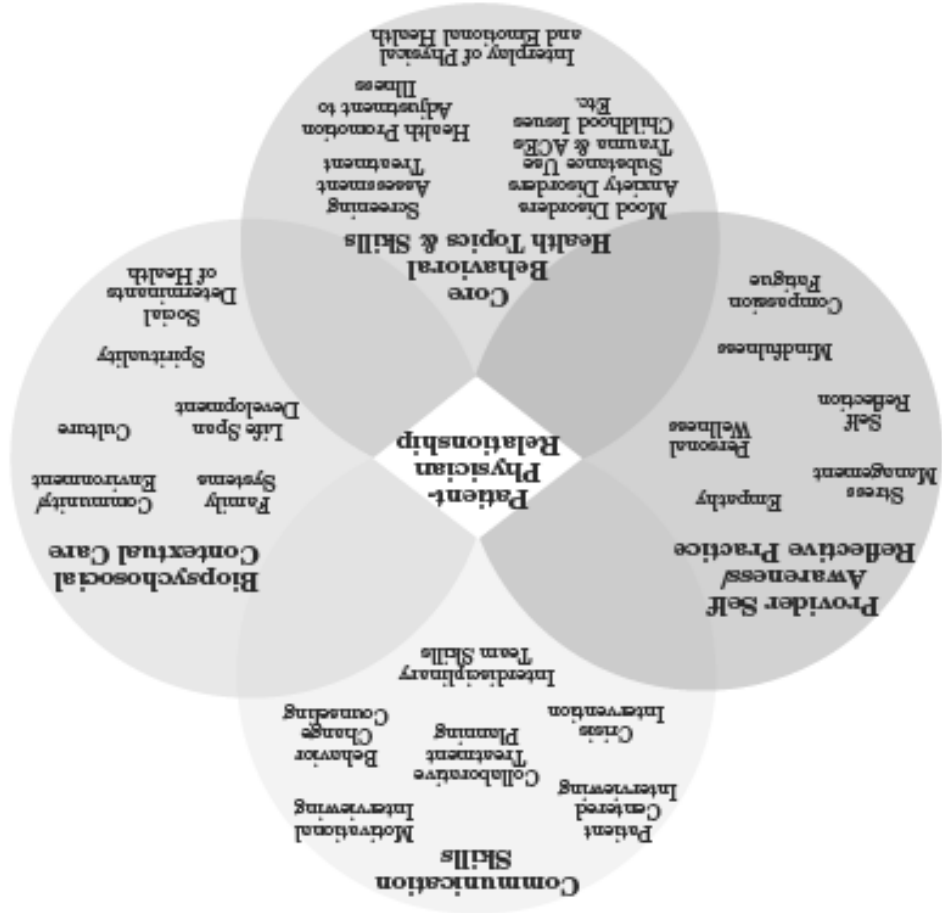 Communication
Skills
Patient
Centered
Interviewing
Motivational
Interviewing
Crisis
Intervention
Collaborative
Treatment
Planning
Behavior
Change
Counseling
Interdisciplinary
Team Skills
Provider Self
Awareness/
Reflective Practice
Stress
Management
Empathy
Self
Reflection
Personal
Wellness
Mindfulness
Compassion
Fatigue
Patient-
Physician
Relationship
Biopsychosocial
Contextual Care
Family
Systems
Community/
Environment
Life Span
Development
Culture
Spirituality
Social
Determinants
of Health
Core
Behavioral
Health Topics & Skills
Mood Disorders
Anxiety Disorders
Substance Use
Trauma & ACEs
Childhood Issues
Etc.
Screening
Assessment
Treatment
Health Promotion
Adjustment to
Illness
Interplay of Physical
and Emotional Health